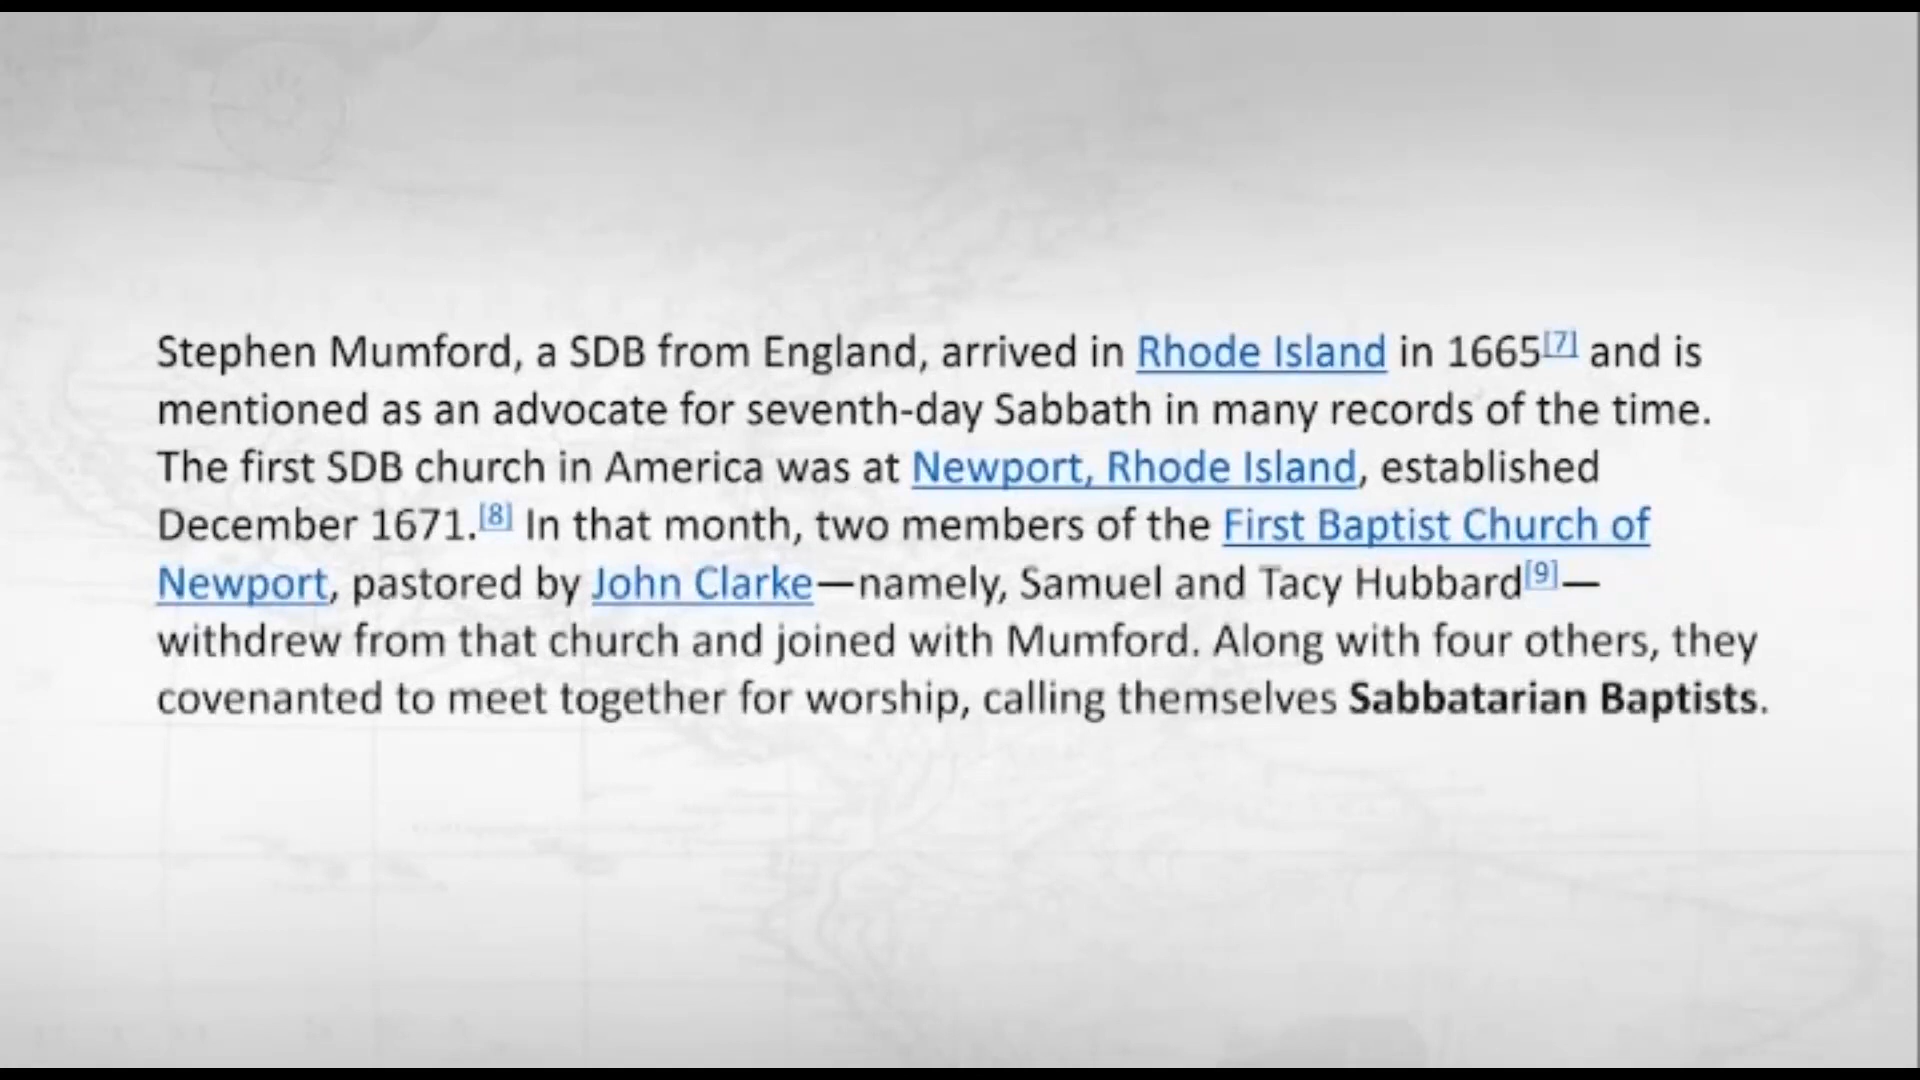 Stephen Mumford, a SDB from England, arrived in Rhode Island in 1665[7] and is
mentioned as an advocate for seventh-day Sabbath in many records of the time.
The first SDB church in America was at Newport, Rhode Island, established
December 1671.[8] In that month, two members of the First Baptist Church of
Newport, pastored by John Clarke—namely, Samuel and Tacy Hubbard[9]—
withdrew from that church and joined with Mumford. Along with four others, they
covenanted to meet together for worship, calling themselves Sabbatarian Baptists.